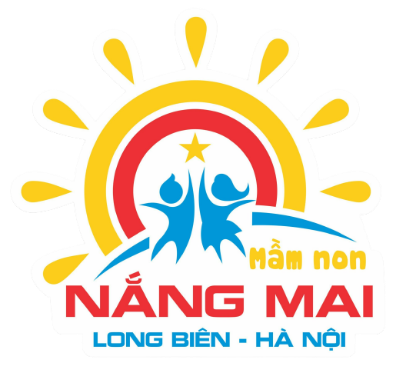 Mầm non
NẮNG MAI
LONG BIÊN - HÀ NỘI